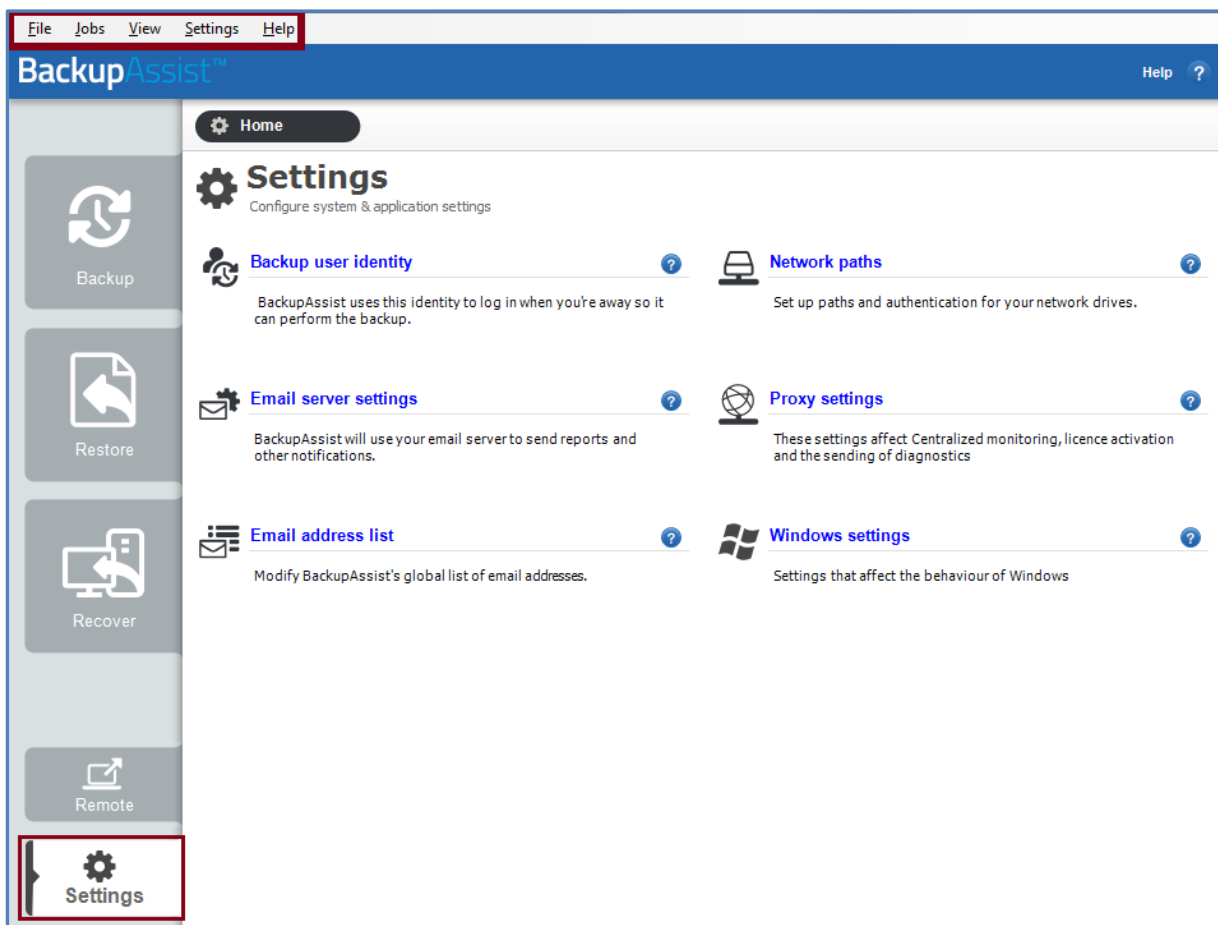 File Jobs View Settings Help
BackupAssist™
Help ?
Home
Settings
Configure system & application settings
Backup
Restore
Recover
Remote
Settings
Backup user identity ?
BackupAssist uses this identity to log in when you're away so it
can perform the backup.
Network paths ?
Set up paths and authentication for your network drives.
Email server settings ?
BackupAssist will use your email server to send reports and
other notifications.
Proxy settings ?
These settings affect Centralized monitoring, licence activation
and the sending of diagnostics
Email address list ?
Modify BackupAssist's global list of email addresses.
Windows settings ?
Settings that affect the behaviour of Windows